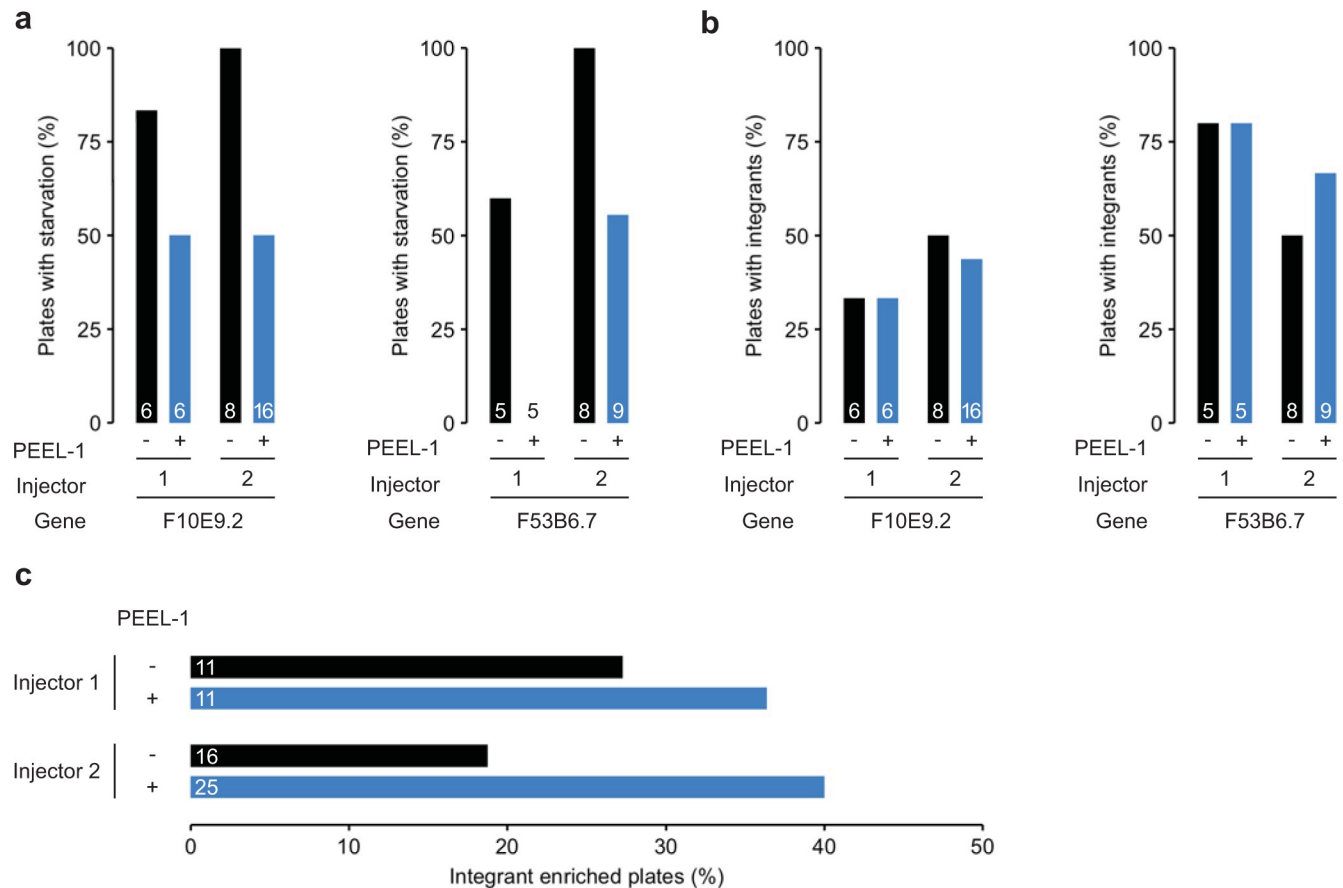 a
b
100
75
50
25
0
Plates with starvation (%)
6
6
8
16
PEEL-1 - + - +
Injector 1 2
Gene F10E9.2
100
75
50
25
0
Plates with starvation (%)
5
5
8
9
PEEL-1 - + - +
Injector 1 2
Gene F53B6.7
100
75
50
25
0
Plates with integrants (%)
6
6
8
16
PEEL-1 - + - +
Injector 1 2
Gene F10E9.2
100
75
50
25
0
Plates with integrants (%)
5
5
8
9
PEEL-1 - + - +
Injector 1 2
Gene F53B6.7
c
PEEL-1
Injector 1
- 11
+ 11
Injector 2
- 16
+ 25
0 10 20 30 40 50
Integrant enriched plates (%)